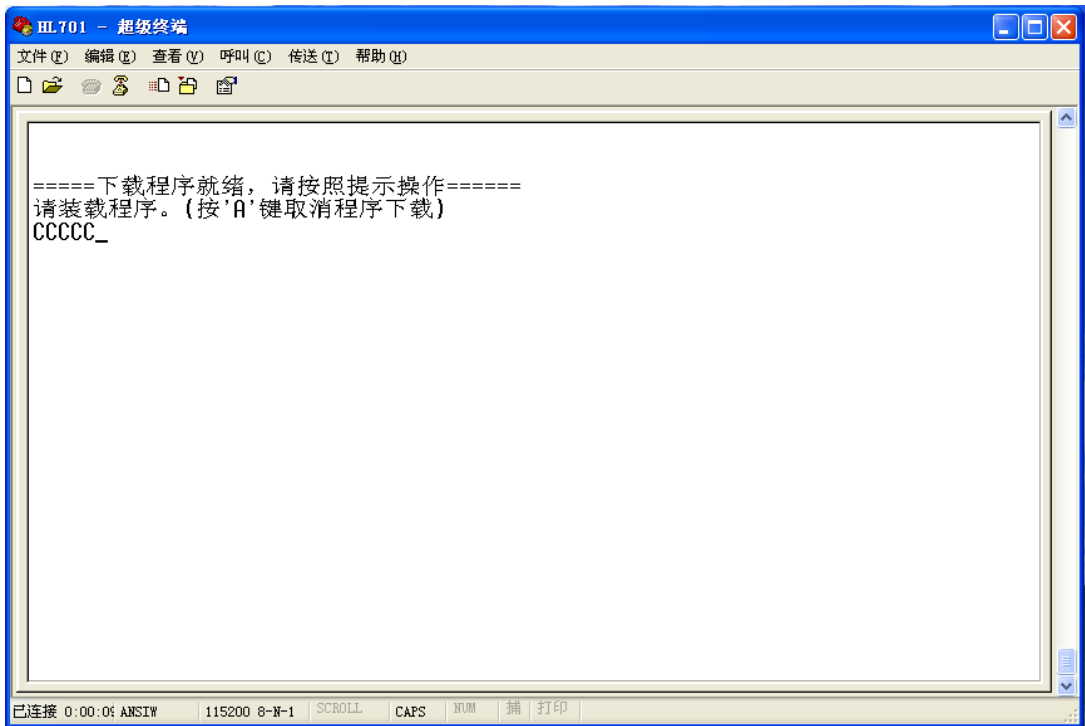 HL701 - 超级终端
文件(F) 编辑(E) 查看(V) 呼叫(C) 传送(T) 帮助(H)
=====下载程序就绪，请按照提示操作======
请装载程序。(按'A'键取消程序下载)
CCCCC_
已连接 0:00:09 ANSIW 115200 8-N-1 SCROLL CAPS NUM 捕 打印